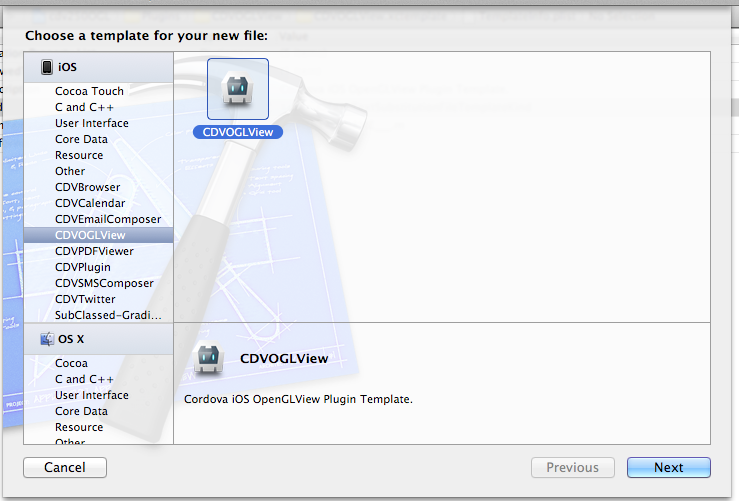 Choose a template for your new file:
iOS
Cocoa Touch
C and C++
User Interface
Core Data
Resource
Other
CDVBrowser
CDVCalendar
CDVEmailComposer
CDVOGLView
CDVPDFViewer
CDVPlugin
CDVSMSComposer
CDVTwitter
SubClassed-Gradi...
OS X
Cocoa
C and C++
User Interface
Core Data
Resource
Other
CDVOGLView
CDVOGLView
Cordova iOS OpenGLView Plugin Template.
Cancel
Previous
Next